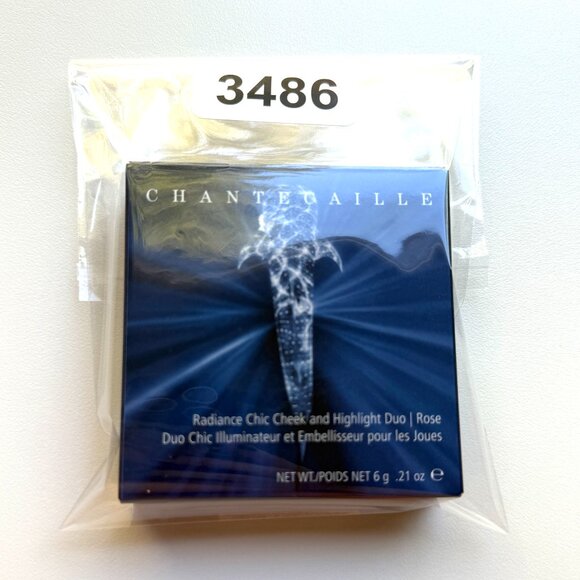 3486
CHANTECAILLE
Radiance Chic Cheek and Highlight Duo | Rose
Duo Chic Illuminateur et Embellisseur pour les Joues
NET WT./POIDS NET 6 g .21 oz ℮